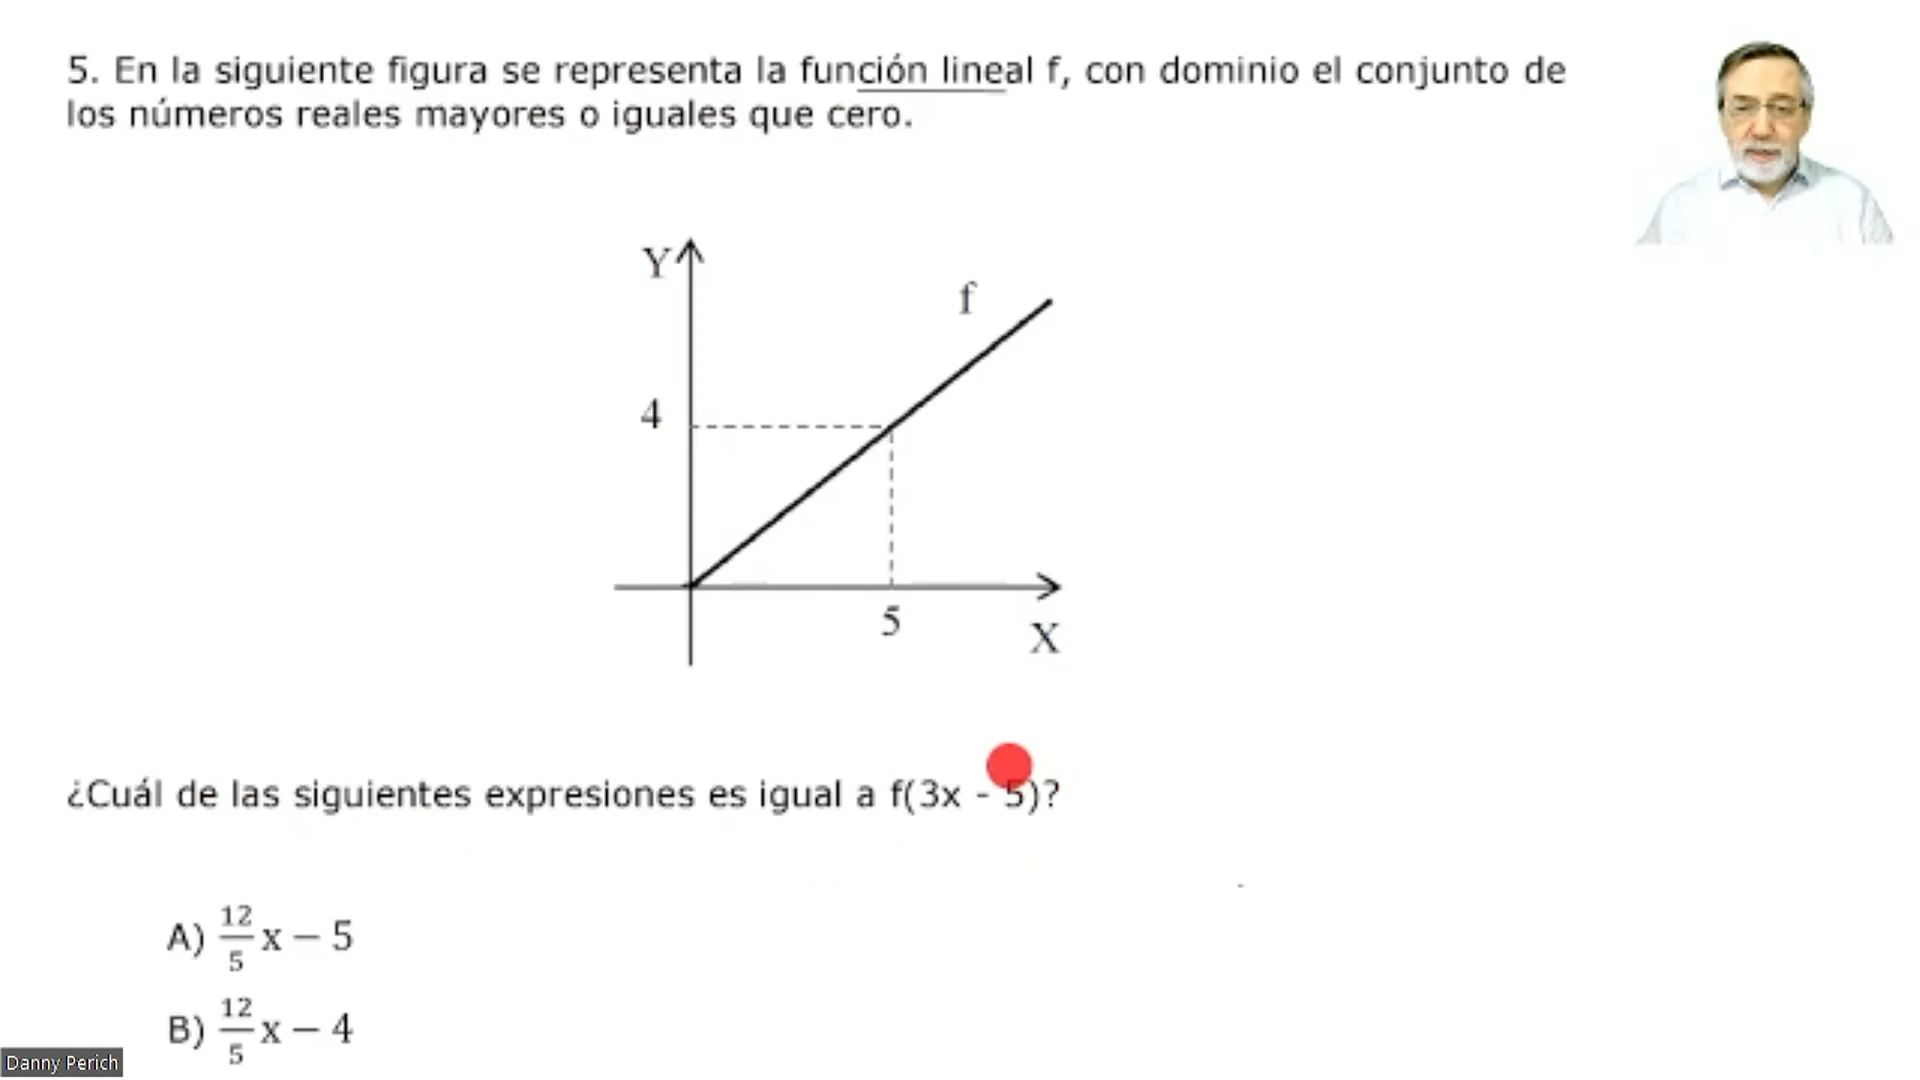 5. En la siguiente figura se representa la función lineal f, con dominio el conjunto de
los números reales mayores o iguales que cero.
Y
f
4
5
X
¿Cuál de las siguientes expresiones es igual a f(3x - 5)?
A) 12/5 x – 5
B) 12/5 x – 4
Danny Perich